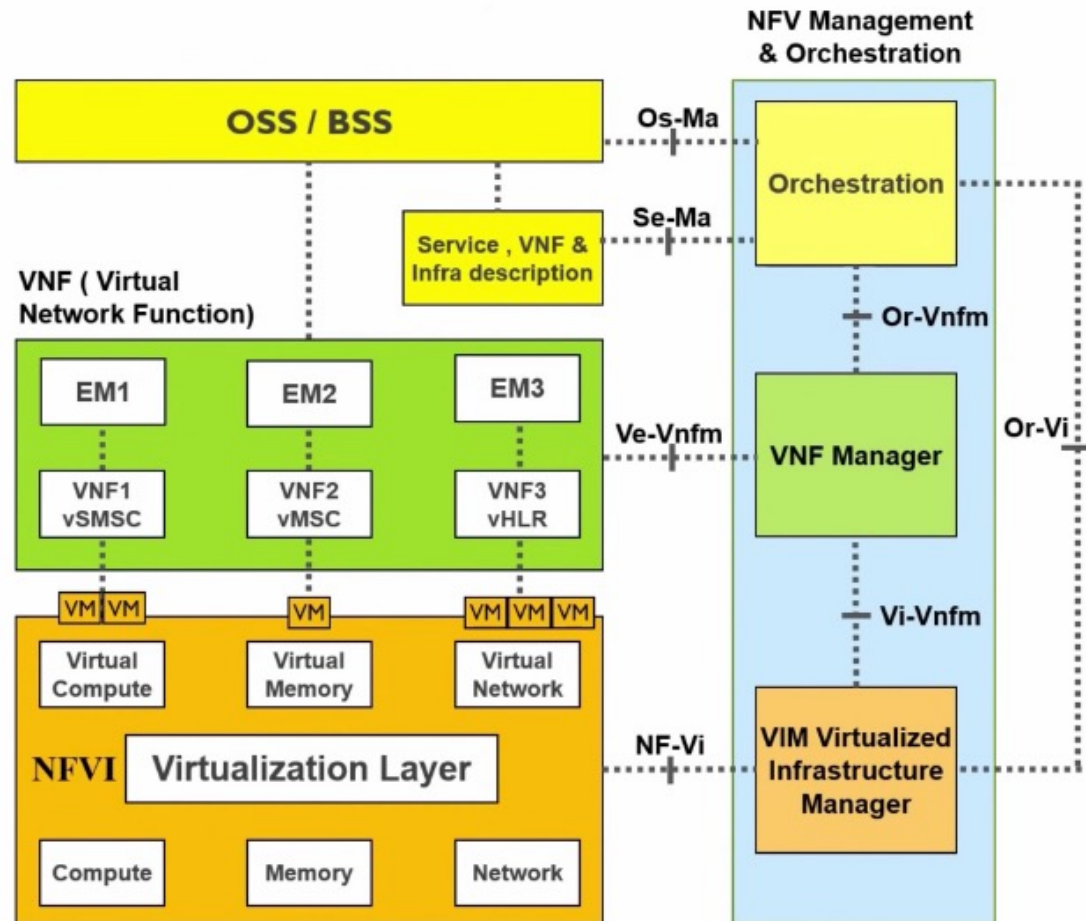 NFV Management
& Orchestration
OSS / BSS
Os-Ma
Orchestration
Se-Ma
Service , VNF &
Infra description
VNF ( Virtual
Network Function)
Or-Vnfm
EM1
EM2
EM3
Ve-Vnfm
VNF Manager
Or-Vi
VNF1
vSMSC
VNF2
vMSC
VNF3
vHLR
VM VM
VM
VM VM VM
Vi-Vnfm
Virtual
Compute
Virtual
Memory
Virtual
Network
NFVI
Virtualization Layer
NF-Vi
VIM Virtualized
Infrastructure
Manager
Compute
Memory
Network